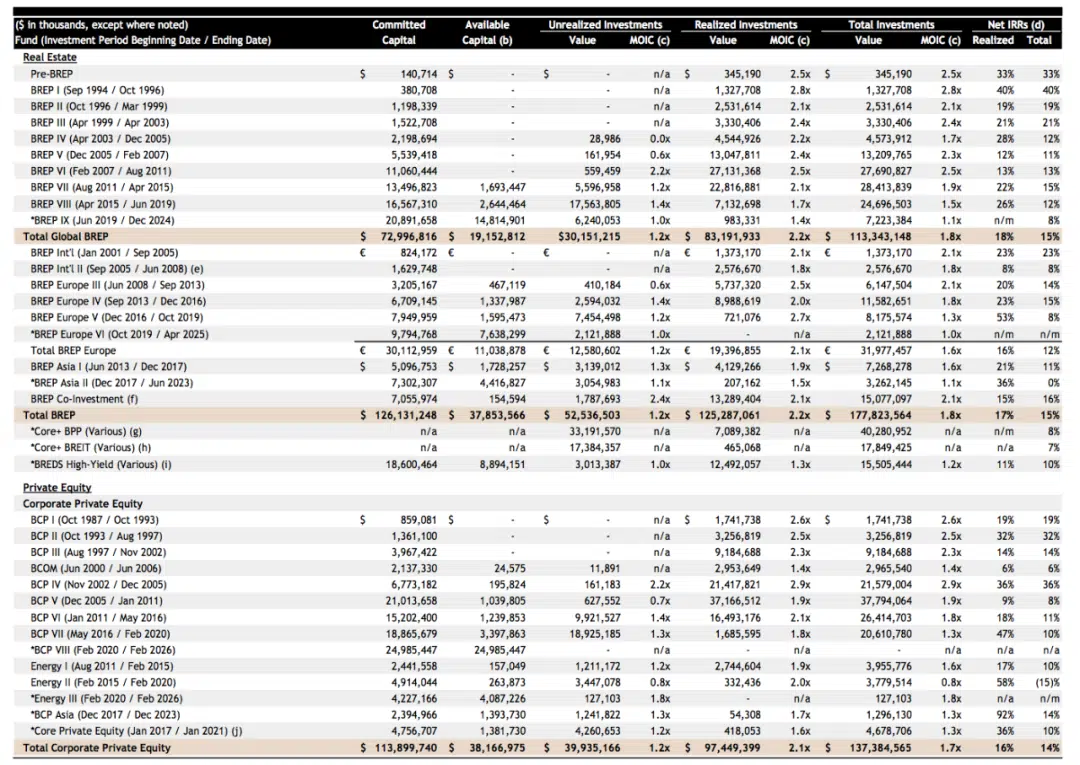 ($ in thousands, except where noted) Committed Available Unrealized Investments Realized Investments Total Investments Net IRRs (d)
Fund (Investment Period Beginning Date / Ending Date) Capital Capital (b) Value MOIC (c) Value MOIC (c) Value MOIC (c) Realized Total
Real Estate
Pre-BREP $ 140,714 $ - $ - n/a $ 345,190 2.5x $ 345,190 2.5x 33% 33%
BREP I (Sep 1994 / Oct 1996) 380,708 - - n/a 1,327,708 2.8x 1,327,708 2.8x 40% 40%
BREP II (Oct 1996 / Mar 1999) 1,198,339 - - n/a 2,531,614 2.1x 2,531,614 2.1x 19% 19%
BREP III (Apr 1999 / Apr 2003) 1,522,708 - - n/a 3,330,406 2.4x 3,330,406 2.4x 21% 21%
BREP IV (Apr 2003 / Dec 2005) 2,198,694 - 28,986 0.0x 4,544,926 2.2x 4,573,912 1.7x 28% 12%
BREP V (Dec 2005 / Feb 2007) 5,539,418 - 161,954 0.6x 13,047,811 2.4x 13,209,765 2.3x 12% 11%
BREP VI (Feb 2007 / Aug 2011) 11,060,444 - 559,459 2.2x 27,131,368 2.5x 27,690,827 2.5x 13% 13%
BREP VII (Aug 2011 / Apr 2015) 13,496,823 1,693,447 5,596,958 1.2x 22,816,881 2.1x 28,413,839 1.9x 22% 15%
BREP VIII (Apr 2015 / Jun 2019) 16,567,310 2,644,464 17,563,805 1.4x 7,132,698 1.7x 24,696,503 1.5x 26% 12%
*BREP IX (Jun 2019 / Dec 2024) 20,891,658 14,814,901 6,240,053 1.0x 983,331 1.4x 7,223,384 1.1x n/m 8%
Total Global BREP $ 72,996,816 $ 19,152,812 $30,151,215 1.2x $ 83,191,933 2.2x $ 113,343,148 1.8x 18% 15%
BREP Int'l (Jan 2001 / Sep 2005) € 824,172 € - € - n/a € 1,373,170 2.1x € 1,373,170 2.1x 23% 23%
BREP Int'l II (Sep 2005 / Jun 2008) (e) 1,629,748 - - n/a 2,576,670 1.8x 2,576,670 1.8x 8% 8%
BREP Europe III (Jun 2008 / Sep 2013) 3,205,167 467,119 410,184 0.6x 5,737,320 2.5x 6,147,504 2.1x 20% 14%
BREP Europe IV (Sep 2013 / Dec 2016) 6,709,145 1,337,987 2,594,032 1.4x 8,988,619 2.0x 11,582,651 1.8x 23% 15%
BREP Europe V (Dec 2016 / Oct 2019) 7,949,959 1,595,473 7,454,498 1.2x 721,076 2.7x 8,175,574 1.3x 53% 8%
*BREP Europe VI (Oct 2019 / Apr 2025) 9,794,768 7,638,299 2,121,888 1.0x - n/a 2,121,888 1.0x n/m n/m
Total BREP Europe € 30,112,959 € 11,038,878 € 12,580,602 1.2x € 19,396,855 2.1x € 31,977,457 1.6x 16% 12%
BREP Asia I (Jun 2013 / Dec 2017) $ 5,096,753 $ 1,728,257 $ 3,139,012 1.3x $ 4,129,266 1.9x $ 7,268,278 1.6x 21% 11%
*BREP Asia II (Dec 2017 / Jun 2023) 7,302,307 4,416,827 3,054,983 1.1x 207,162 1.5x 3,262,145 1.1x 36% 0%
BREP Co-Investment (f) 7,055,974 154,594 1,787,693 2.4x 13,289,404 2.1x 15,077,097 2.1x 15% 16%
Total BREP $ 126,131,248 $ 37,853,566 $ 52,536,503 1.2x $ 125,287,061 2.2x $ 177,823,564 1.8x 17% 15%
*Core+ BPP (Various) (g) n/a n/a 33,191,570 n/a 7,089,382 n/a 40,280,952 n/a n/m 8%
*Core+ BREIT (Various) (h) n/a n/a 17,384,357 n/a 465,068 n/a 17,849,425 n/a n/a 7%
*BREDS High-Yield (Various) (i) 18,600,464 8,894,151 3,013,387 1.0x 12,492,057 1.3x 15,505,444 1.2x 11% 10%
Private Equity
Corporate Private Equity
BCP I (Oct 1987 / Oct 1993) $ 859,081 $ - $ - n/a $ 1,741,738 2.6x $ 1,741,738 2.6x 19% 19%
BCP II (Oct 1993 / Aug 1997) 1,361,100 - - n/a 3,256,819 2.5x 3,256,819 2.5x 32% 32%
BCP III (Aug 1997 / Nov 2002) 3,967,422 - - n/a 9,184,688 2.3x 9,184,688 2.3x 14% 14%
BCOM (Jun 2000 / Jun 2006) 2,137,330 24,575 11,891 n/a 2,953,649 1.4x 2,965,540 1.4x 6% 6%
BCP IV (Nov 2002 / Dec 2005) 6,773,182 195,824 161,183 2.2x 21,417,821 2.9x 21,579,004 2.9x 36% 36%
BCP V (Dec 2005 / Jan 2011) 21,013,658 1,039,805 627,552 0.7x 37,166,512 1.9x 37,794,064 1.9x 9% 8%
BCP VI (Jan 2011 / May 2016) 15,202,400 1,239,853 9,921,527 1.4x 16,493,176 2.1x 26,414,703 1.8x 18% 11%
BCP VII (May 2016 / Feb 2020) 18,865,679 3,397,863 18,925,185 1.3x 1,685,595 1.8x 20,610,780 1.3x 47% 10%
*BCP VIII (Feb 2020 / Feb 2026) 24,985,447 24,985,447 - n/a - n/a - n/a n/a n/a
Energy I (Aug 2011 / Feb 2015) 2,441,558 157,049 1,211,172 1.2x 2,744,604 1.9x 3,955,776 1.6x 17% 10%
Energy II (Feb 2015 / Feb 2020) 4,914,044 263,873 3,447,078 0.8x 332,436 2.0x 3,779,514 0.8x 58% (15)%
*Energy III (Feb 2020 / Feb 2026) 4,227,166 4,087,226 127,103 1.8x - n/a 127,103 1.8x n/a n/m
*BCP Asia (Dec 2017 / Dec 2023) 2,394,966 1,393,730 1,241,822 1.3x 54,308 1.7x 1,296,130 1.3x 92% 14%
*Core Private Equity (Jan 2017 / Jan 2021) (j) 4,756,707 1,381,730 4,260,653 1.2x 418,053 1.6x 4,678,706 1.3x 36% 10%
Total Corporate Private Equity $ 113,899,740 $ 38,166,975 $ 39,935,166 1.2x $ 97,449,399 2.1x $ 137,384,565 1.7x 16% 14%